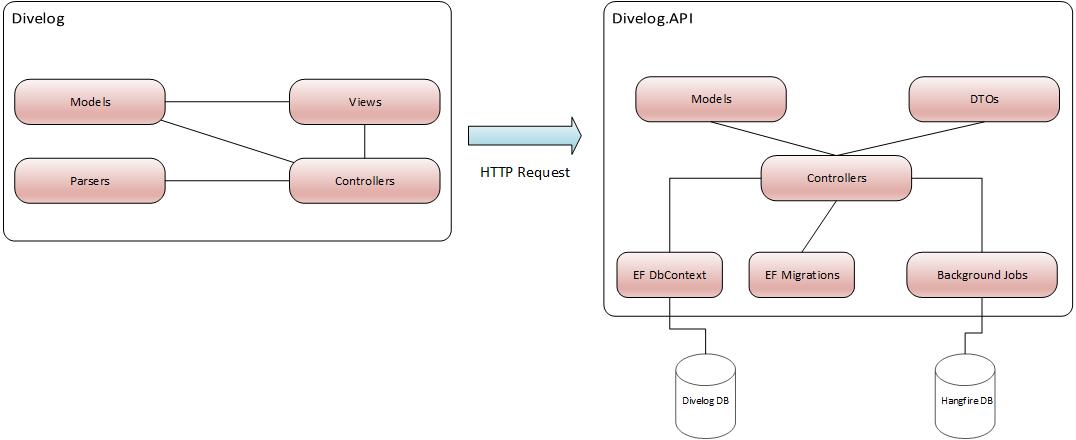 Divelog
Models
Views
Parsers
Controllers
HTTP Request
Divelog.API
Models
DTOs
Controllers
EF DbContext
EF Migrations
Background Jobs
Divelog DB
Hangfire DB